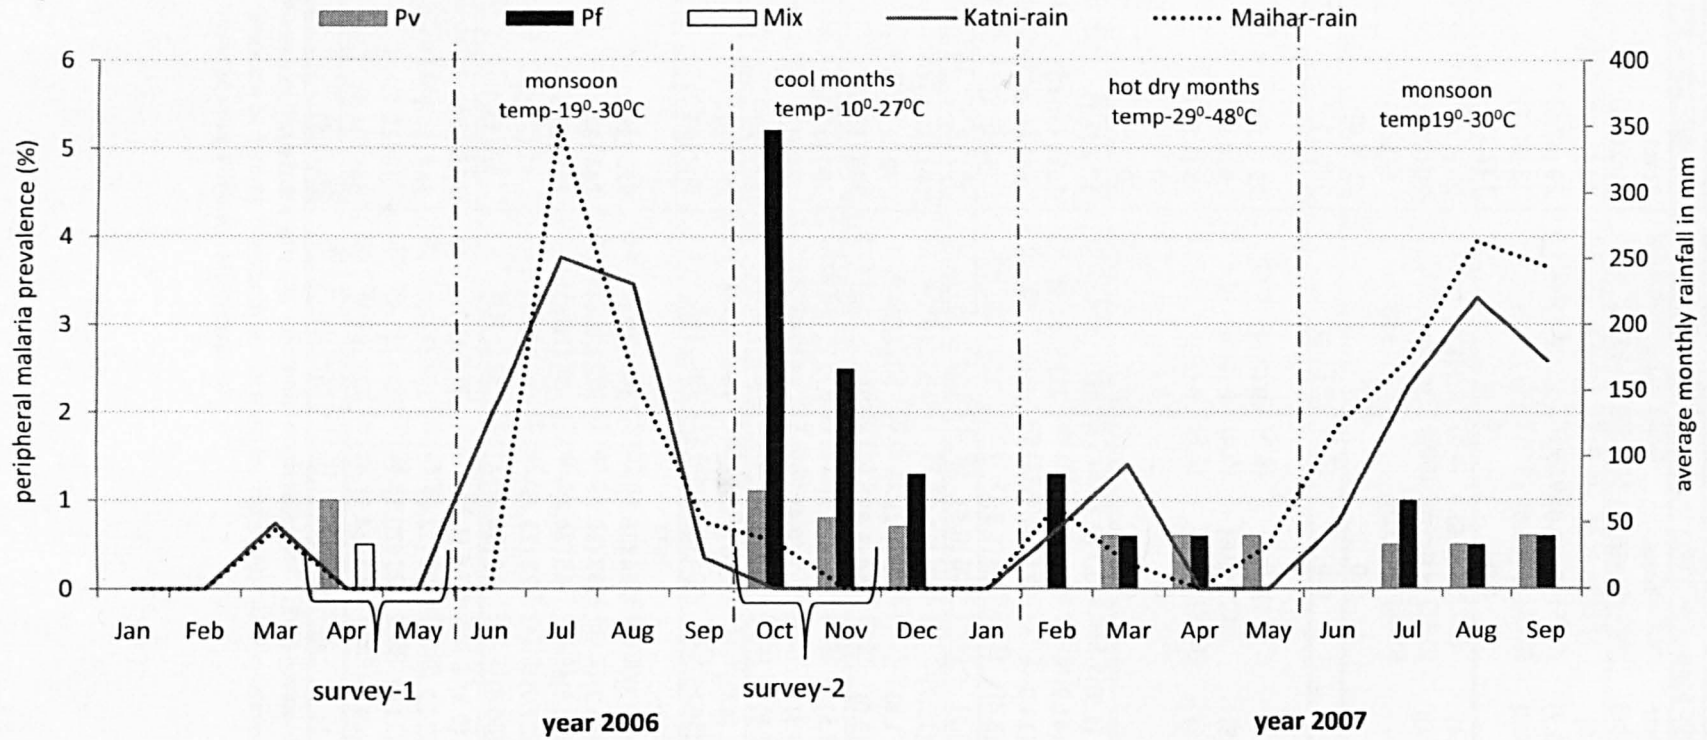 Pv Pf Mix Katni-rain Maihar-rain
peripheral malaria prevalence (%)
6
5
4
3
2
1
0
monsoon
temp-19⁰-30⁰C
cool months
temp- 10⁰-27⁰C
hot dry months
temp-29⁰-48⁰C
monsoon
temp19⁰-30⁰C
400
350
300
250
200
150
100
50
0
average monthly rainfall in mm
Jan Feb Mar Apr May Jun Jul Aug Sep Oct Nov Dec Jan Feb Mar Apr May Jun Jul Aug Sep
survey-1 survey-2
year 2006 year 2007